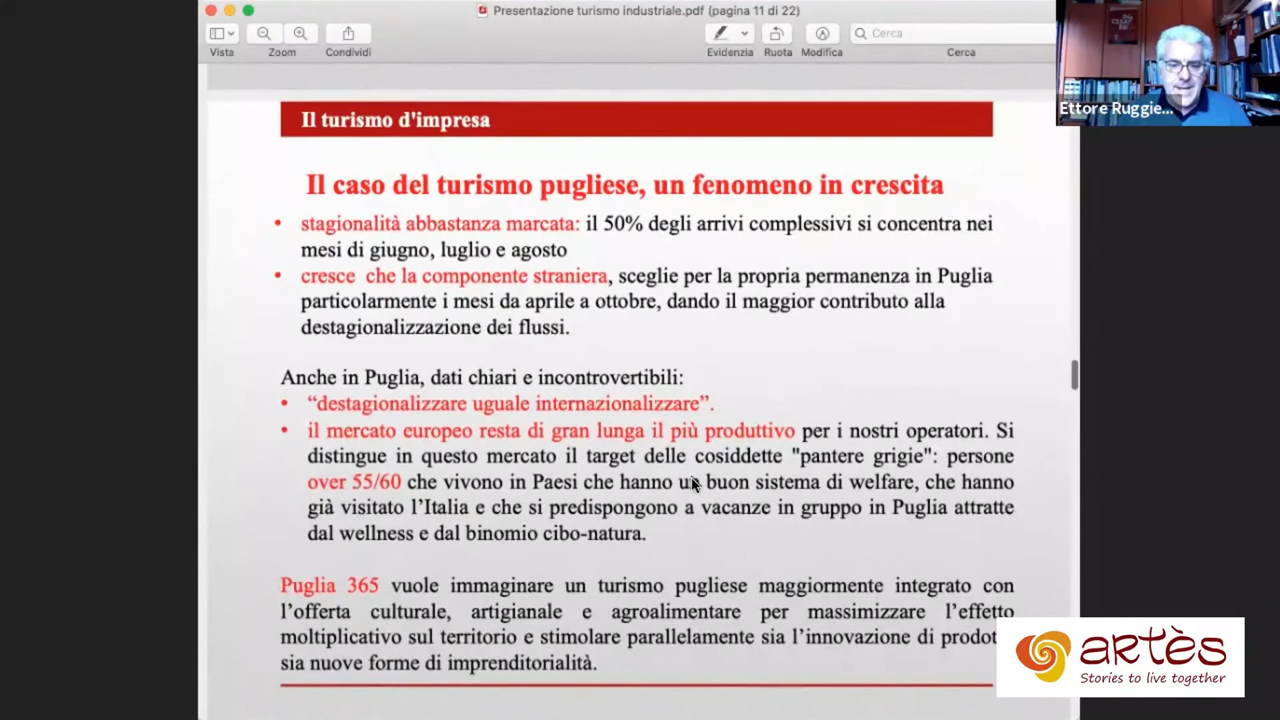 Presentazione turismo industriale.pdf (pagina 11 di 22)
Vista
Zoom
Condividi
Evidenzia
Ruota
Modifica
Cerca
Cerca
Ettore Ruggie...
Il turismo d'impresa
Il caso del turismo pugliese, un fenomeno in crescita
• stagionalità abbastanza marcata: il 50% degli arrivi complessivi si concentra nei
mesi di giugno, luglio e agosto
• cresce che la componente straniera, sceglie per la propria permanenza in Puglia
particolarmente i mesi da aprile a ottobre, dando il maggior contributo alla
destagionalizzazione dei flussi.
Anche in Puglia, dati chiari e incontrovertibili:
• “destagionalizzare uguale internazionalizzare”.
• il mercato europeo resta di gran lunga il più produttivo per i nostri operatori. Si
distingue in questo mercato il target delle cosiddette "pantere grigie": persone
over 55/60 che vivono in Paesi che hanno un buon sistema di welfare, che hanno
già visitato l’Italia e che si predispongono a vacanze in gruppo in Puglia attratte
dal wellness e dal binomio cibo-natura.
Puglia 365 vuole immaginare un turismo pugliese maggiormente integrato con
l’offerta culturale, artigianale e agroalimentare per massimizzare l’effetto
moltiplicativo sul territorio e stimolare parallelamente sia l’innovazione di prodot
sia nuove forme di imprenditorialità.
artès
Stories to live together